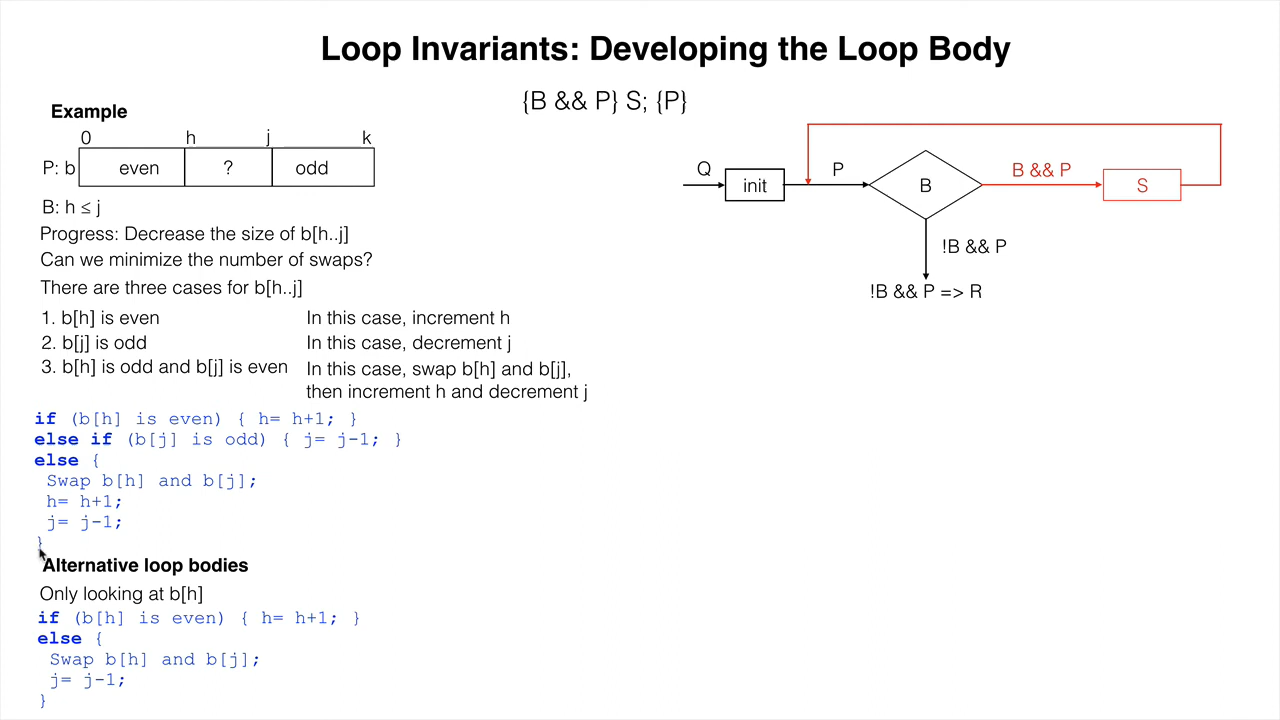 Loop Invariants: Developing the Loop Body
{B && P} S; {P}
Example
0 h j k
P: b even ? odd
B: h ≤ j
Progress: Decrease the size of b[h..j]
Can we minimize the number of swaps?
There are three cases for b[h..j]
1. b[h] is even In this case, increment h
2. b[j] is odd In this case, decrement j
3. b[h] is odd and b[j] is even In this case, swap b[h] and b[j],
then increment h and decrement j
if (b[h] is even) { h= h+1; }
else if (b[j] is odd) { j= j-1; }
else {
Swap b[h] and b[j];
h= h+1;
j= j-1;
}
Alternative loop bodies
Only looking at b[h]
if (b[h] is even) { h= h+1; }
else {
Swap b[h] and b[j];
j= j-1;
}
Q init P B B && P S
!B && P
!B && P => R